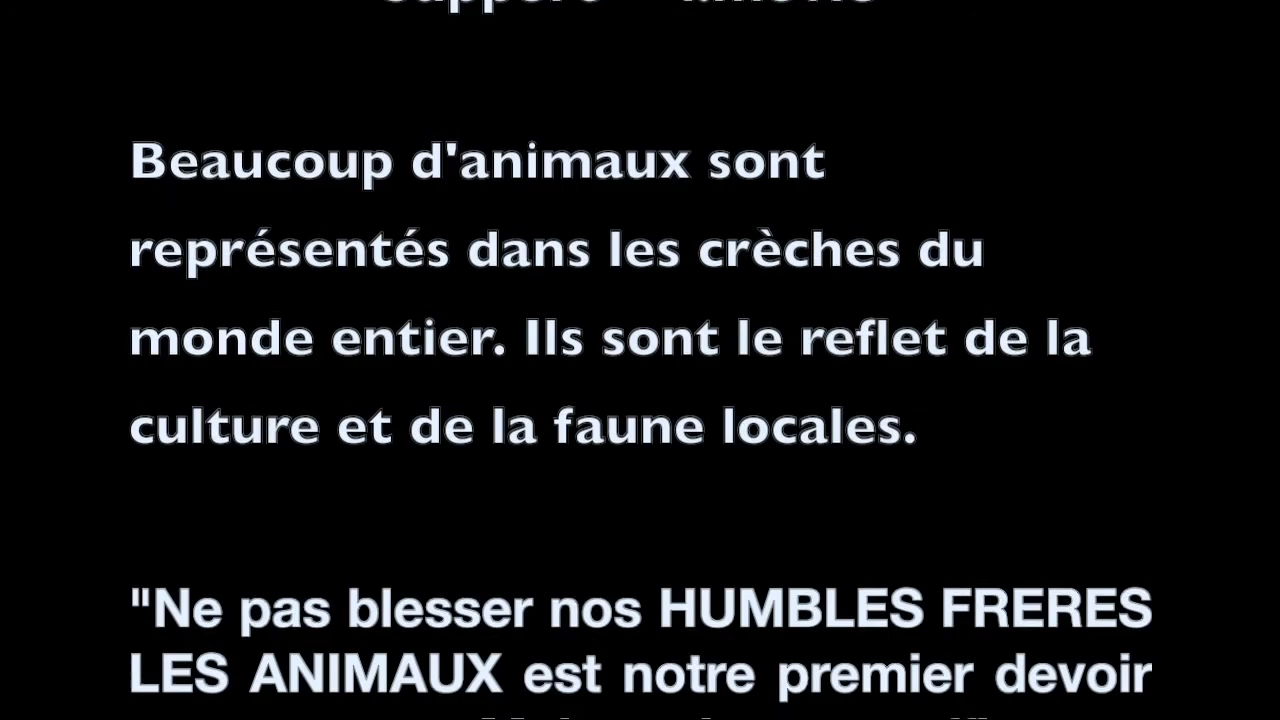 Beaucoup d'animaux sont
représentés dans les crèches du
monde entier. Ils sont le reflet de la
culture et de la faune locales.
"Ne pas blesser nos HUMBLES FRERES
LES ANIMAUX est notre premier devoir